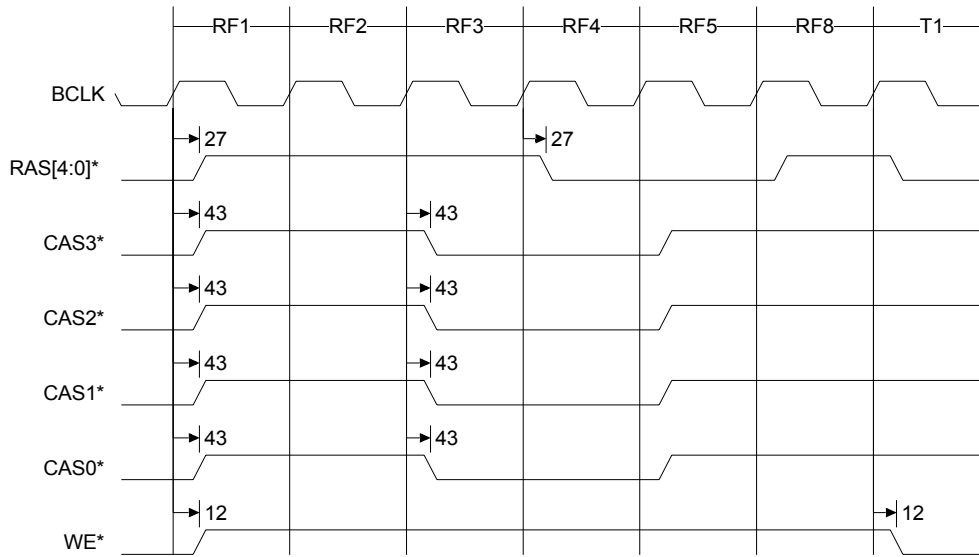 RF1 RF2 RF3 RF4 RF5 RF8 T1
BCLK
27 27
RAS[4:0]*
43 43
CAS3*
43 43
CAS2*
43 43
CAS1*
43 43
CAS0*
12 12
WE*